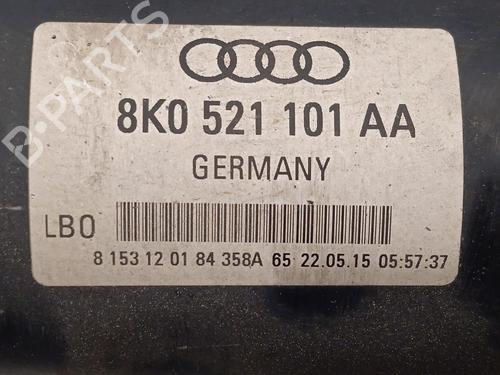 B-PARTS
8K0 521 101 AA
GERMANY
LBO
8 153 12 01 84 358A 65 22.05.15 05:57:37